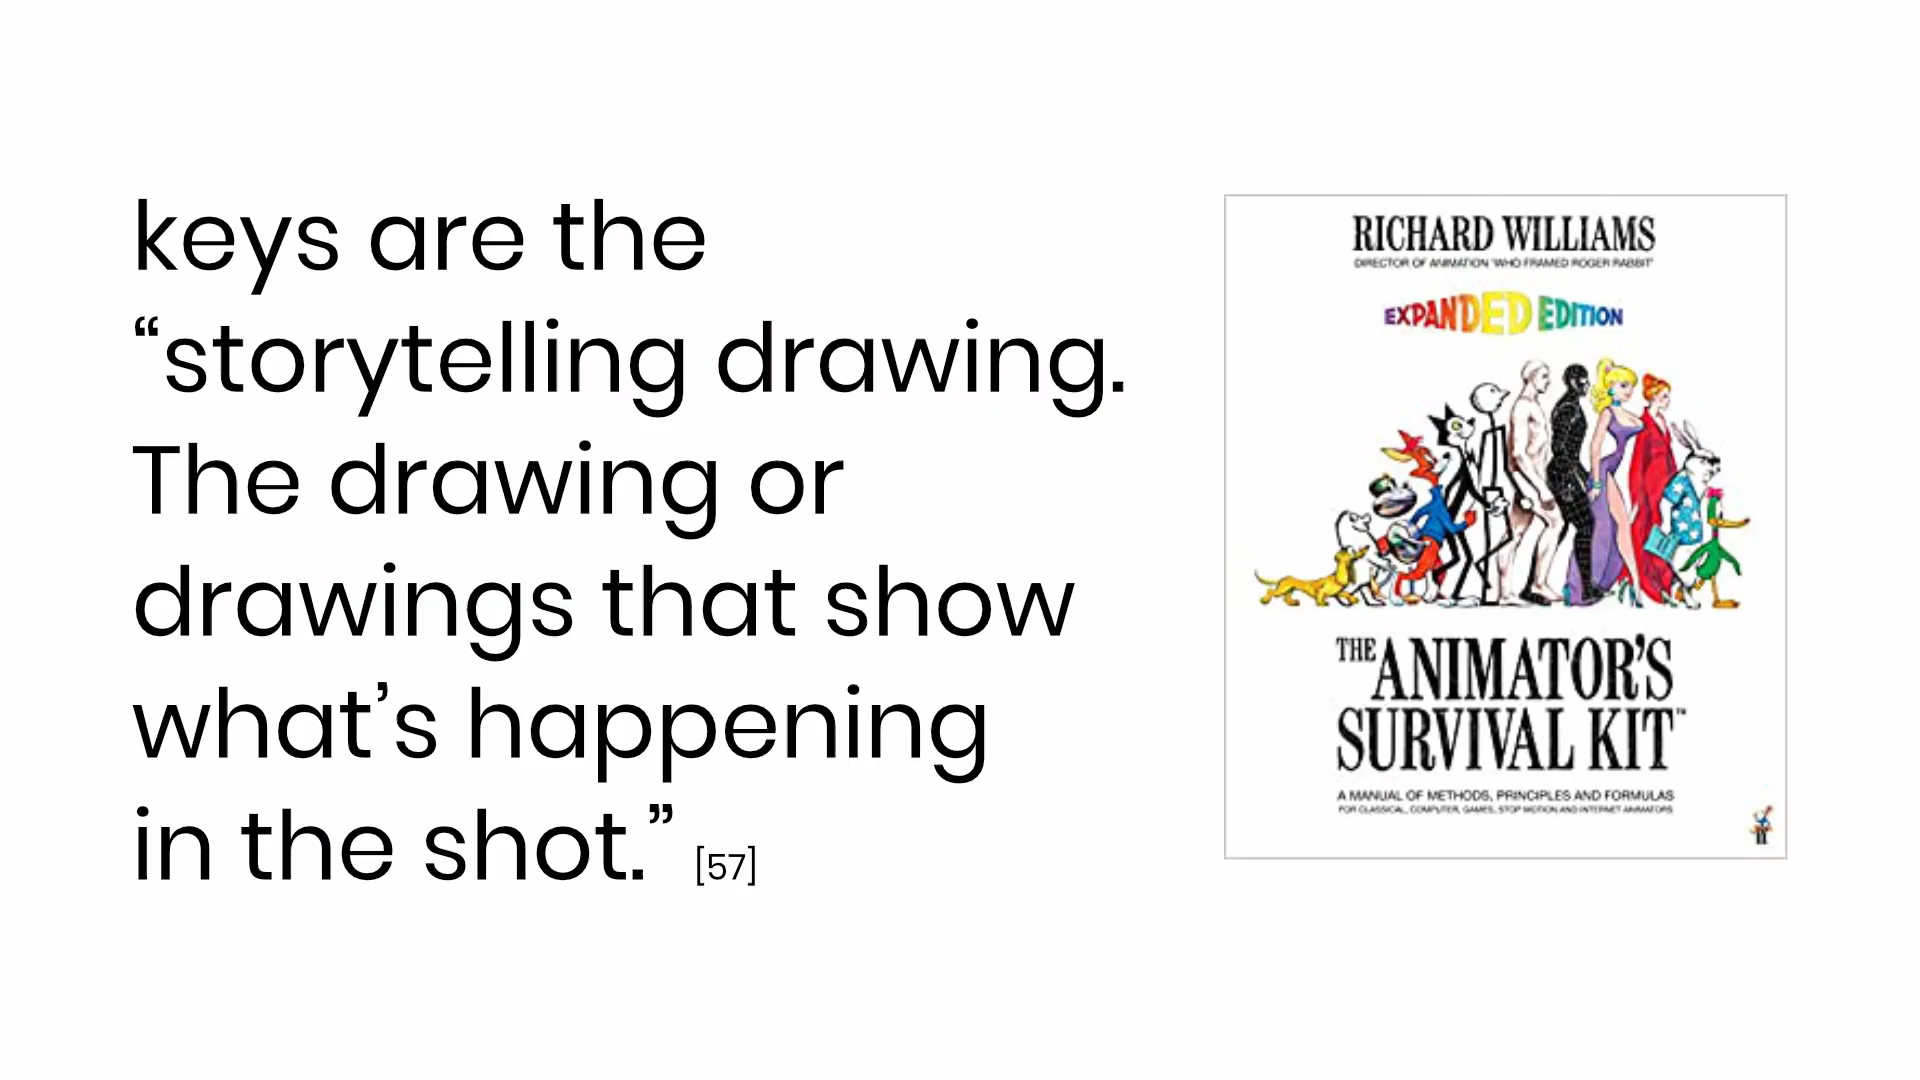 keys are the
“storytelling drawing.
The drawing or
drawings that show
what’s happening
in the shot.” [57]
RICHARD WILLIAMS
DIRECTOR OF ANIMATION ‘WHO FRAMED ROGER RABBIT’
EXPANDED EDITION
THE ANIMATOR’S
SURVIVAL KIT™
A MANUAL OF METHODS, PRINCIPLES AND FORMULAS
FOR CLASSICAL, COMPUTER, GAMES, STOP MOTION AND INTERNET ANIMATORS